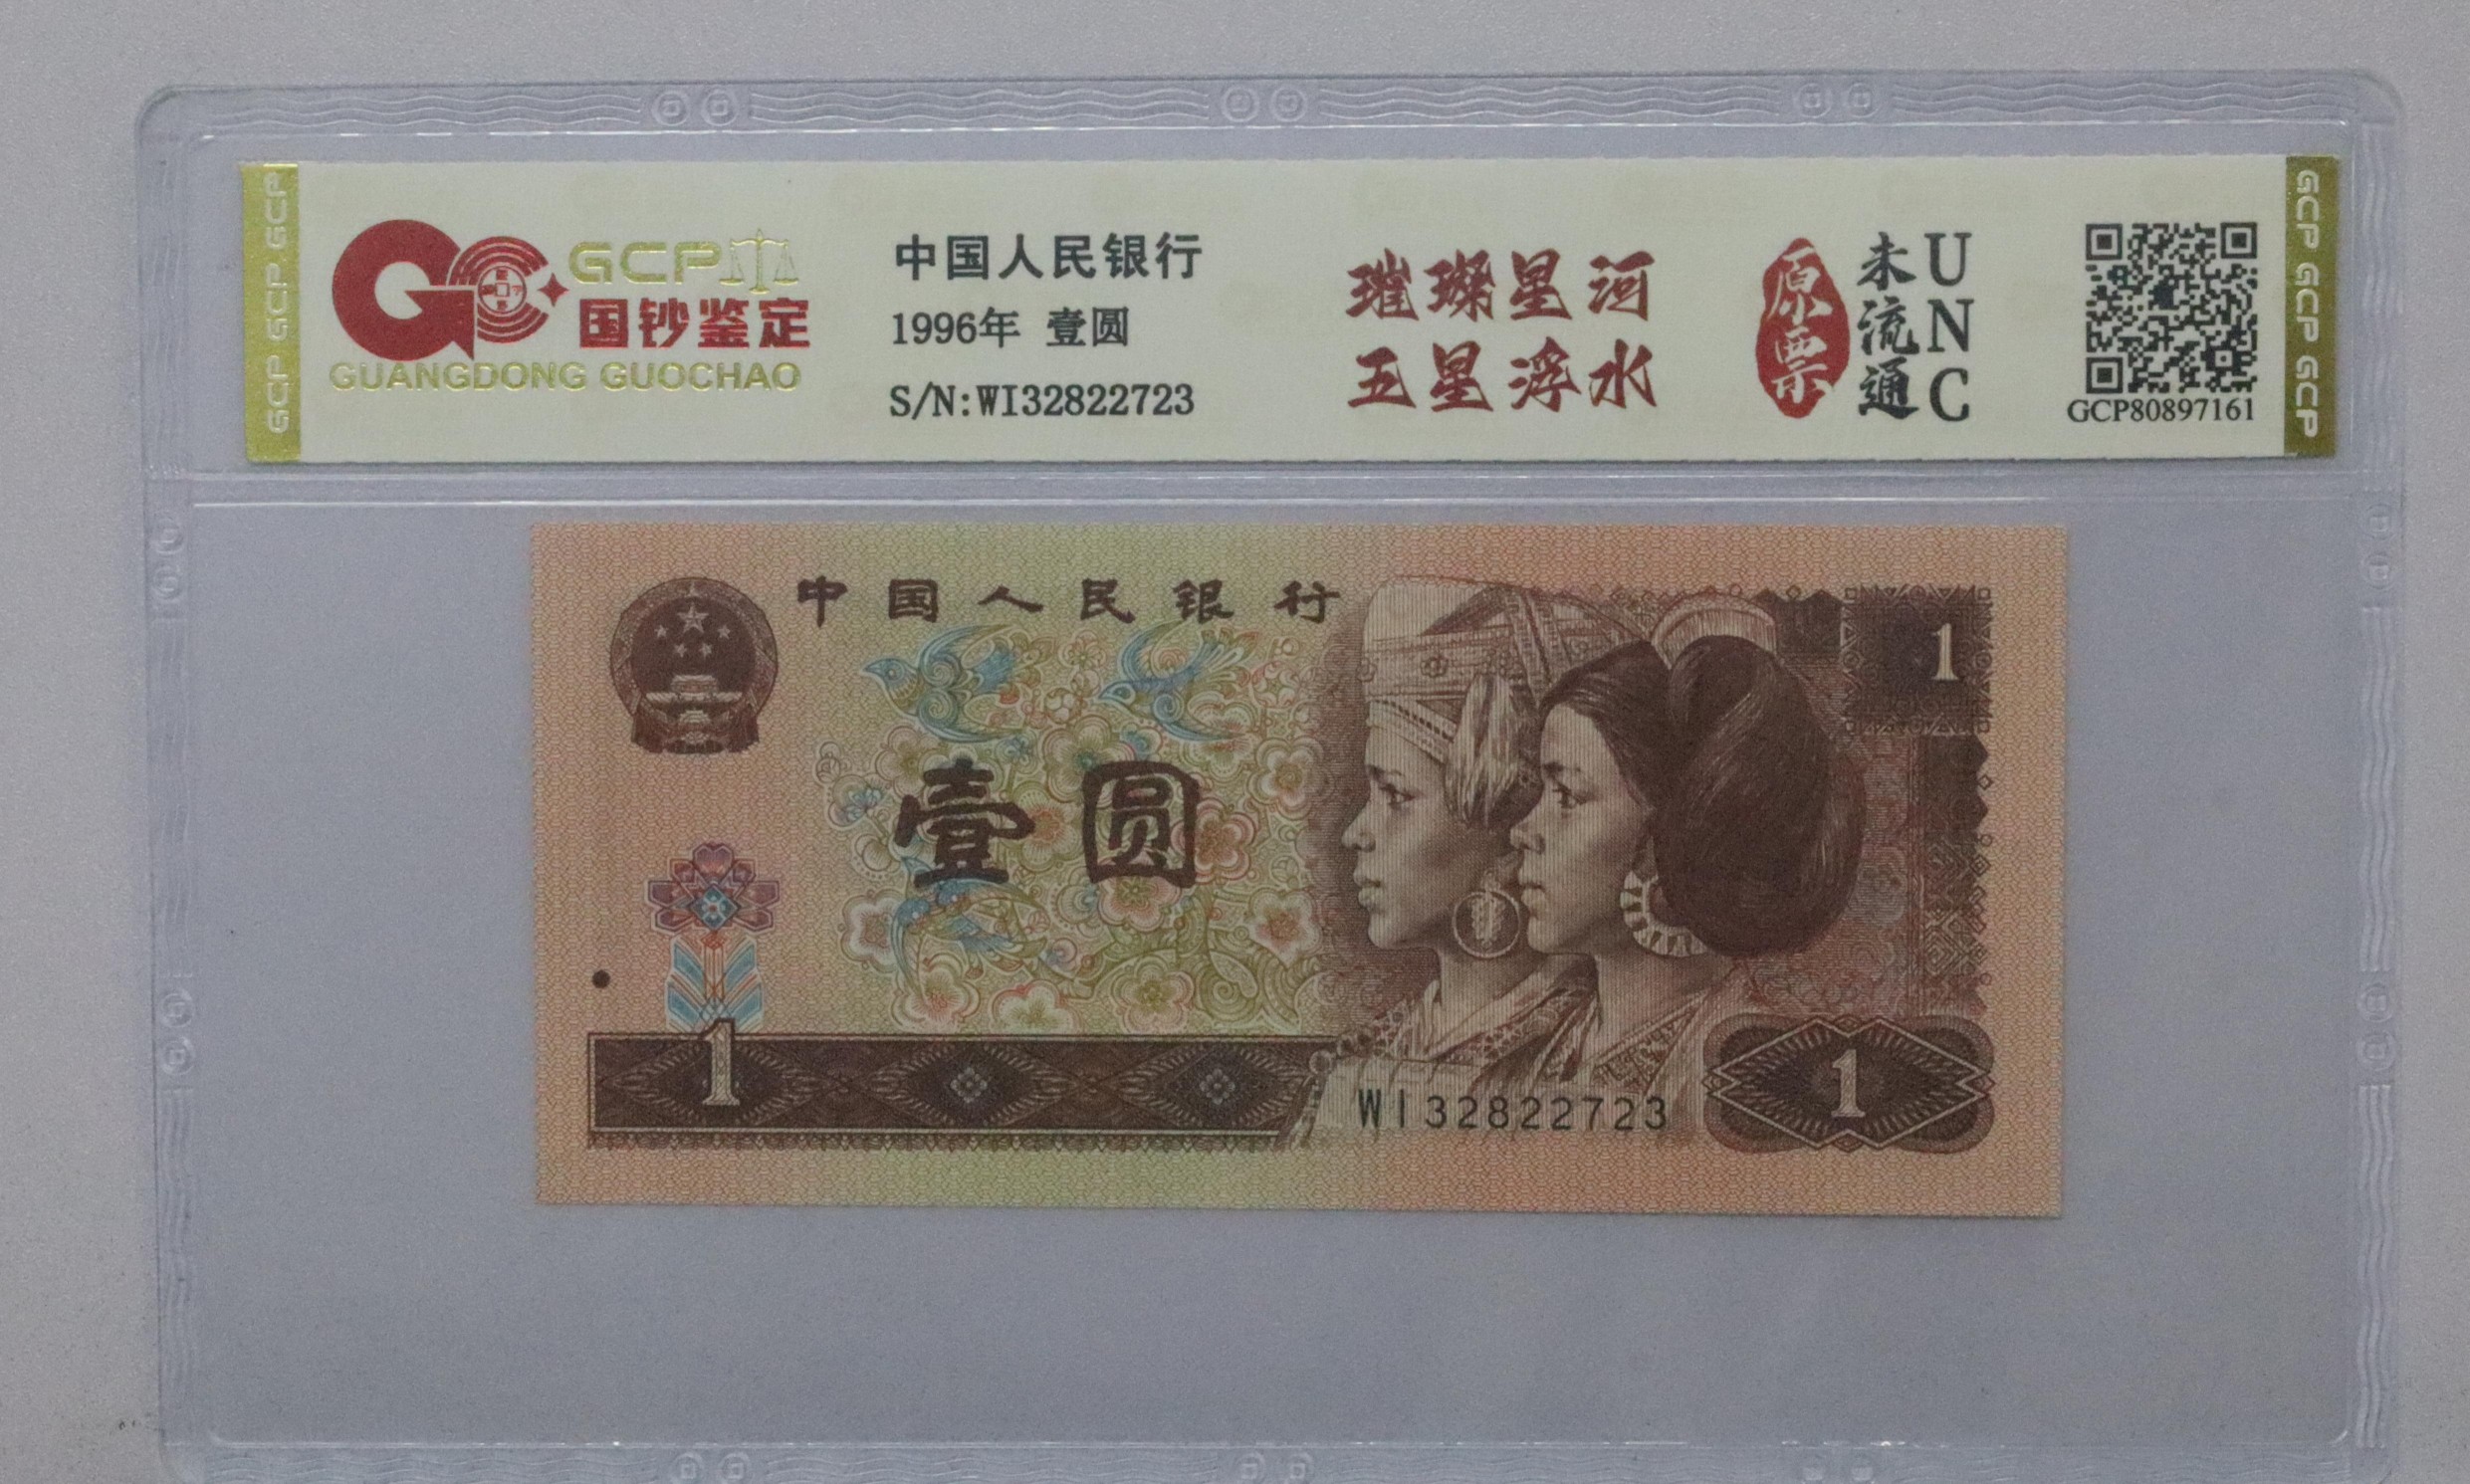 GCP GCP GCP
GCP
国钞鉴定
GUANGDONG GUOCHAO
中国人民银行
1996年 壹圆
S/N:WI32822723
璀璨星河
五星浮水
原票
未流通
UNC
GCP80897161
GCP GCP GCP
中国人民银行
1
壹圆
1
WI32822723
1